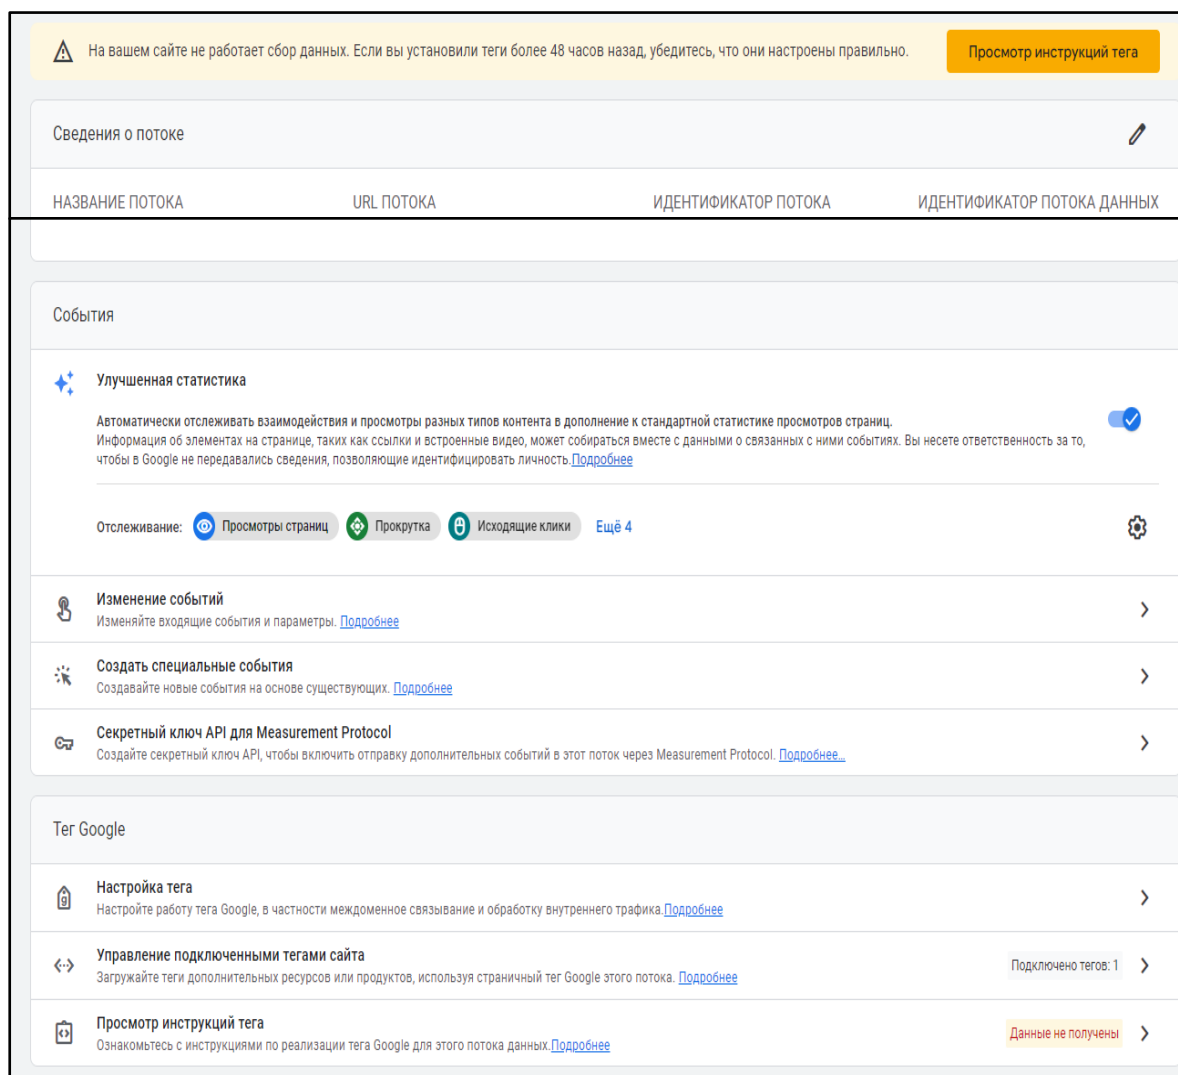 На вашем сайте не работает сбор данных. Если вы установили теги более 48 часов назад, убедитесь, что они настроены правильно.
Просмотр инструкций тега
Сведения о потоке
НАЗВАНИЕ ПОТОКА URL ПОТОКА ИДЕНТИФИКАТОР ПОТОКА ИДЕНТИФИКАТОР ПОТОКА ДАННЫХ
События
Улучшенная статистика
Автоматически отслеживать взаимодействия и просмотры разных типов контента в дополнение к стандартной статистике просмотров страниц.
Информация об элементах на странице, таких как ссылки и встроенные видео, может собираться вместе с данными о связанных с ними событиях. Вы несете ответственность за то,
чтобы в Google не передавались сведения, позволяющие идентифицировать личность.Подробнее
Отслеживание: Просмотры страниц Прокрутка Исходящие клики Ещё 4
Изменение событий
Изменяйте входящие события и параметры. Подробнее
Создать специальные события
Создавайте новые события на основе существующих. Подробнее
Секретный ключ API для Measurement Protocol
Создайте секретный ключ API, чтобы включить отправку дополнительных событий в этот поток через Measurement Protocol. Подробнее...
Тег Google
Настройка тега
Настройте работу тега Google, в частности междоменное связывание и обработку внутреннего трафика.Подробнее
Управление подключенными тегами сайта
Загружайте теги дополнительных ресурсов или продуктов, используя страничный тег Google этого потока. Подробнее
Подключено тегов: 1
Просмотр инструкций тега
Ознакомьтесь с инструкциями по реализации тега Google для этого потока данных.Подробнее
Данные не получены